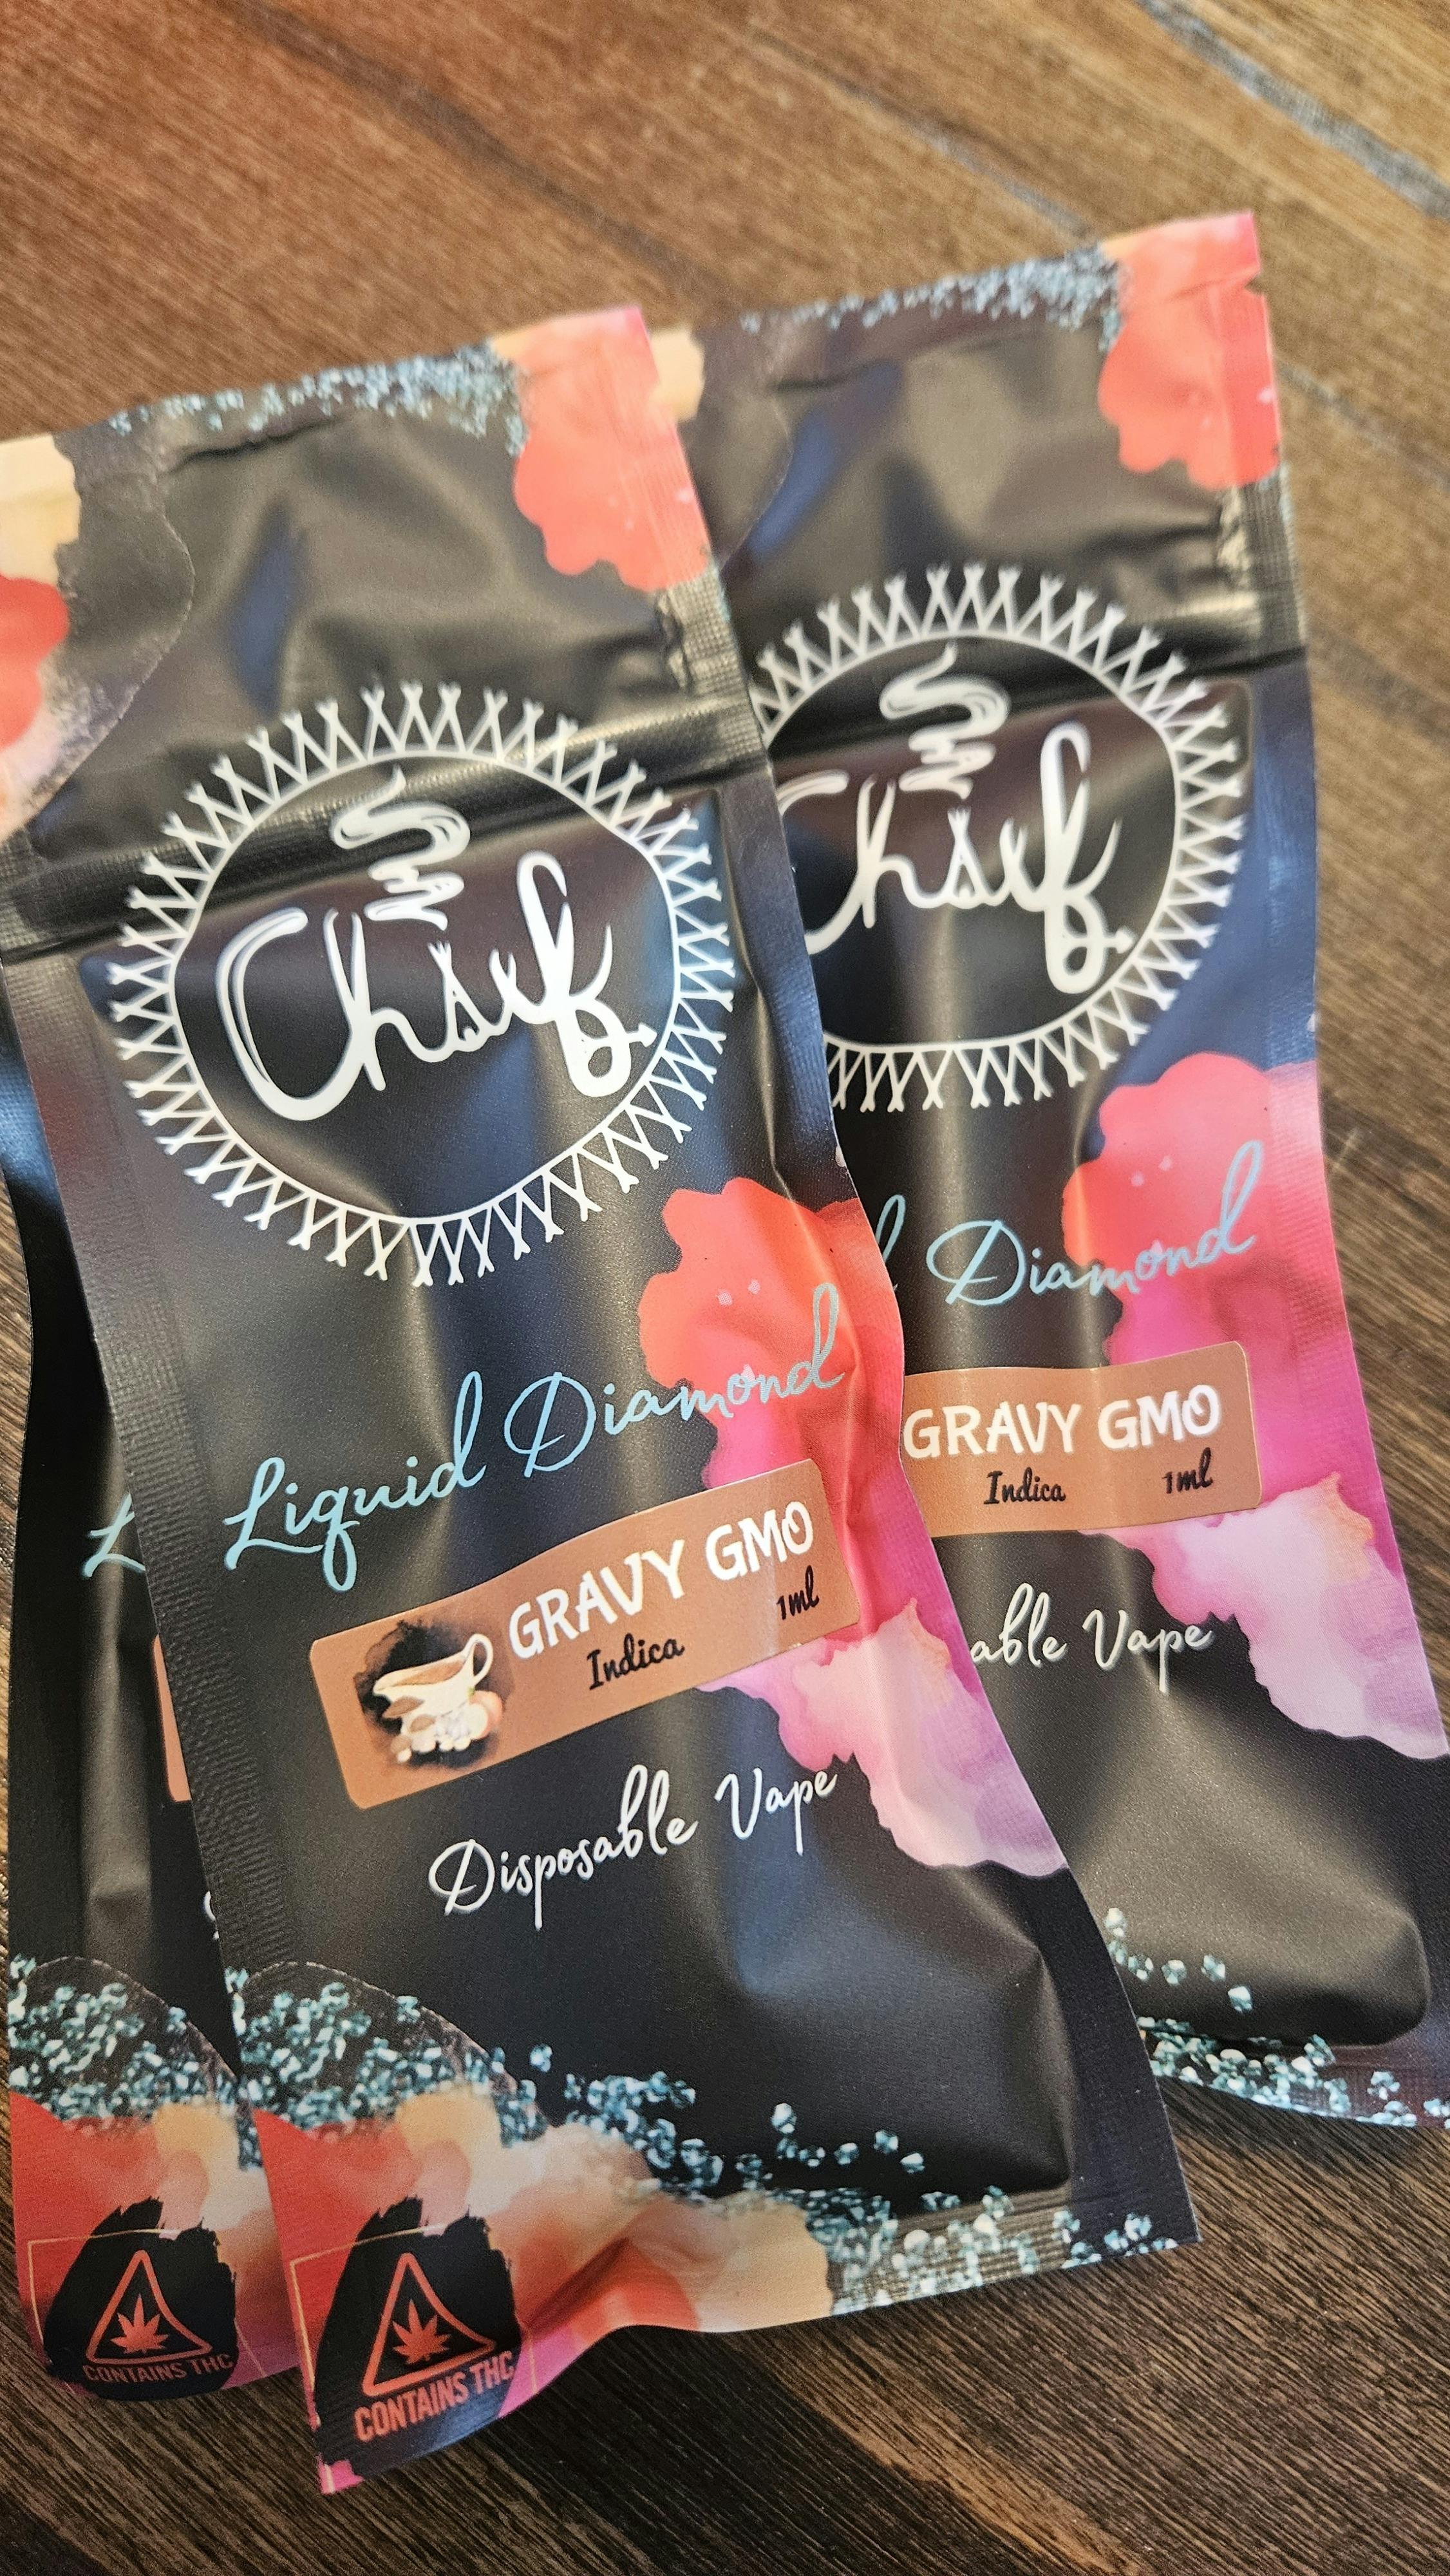 Chief
Liquid Diamond
GRAVY GMO
Indica 1ml
Disposable Vape
CONTAINS THC
Chief
Diamond
GRAVY GMO
Indica 1ml
able Vape
L
CONTAINS THC